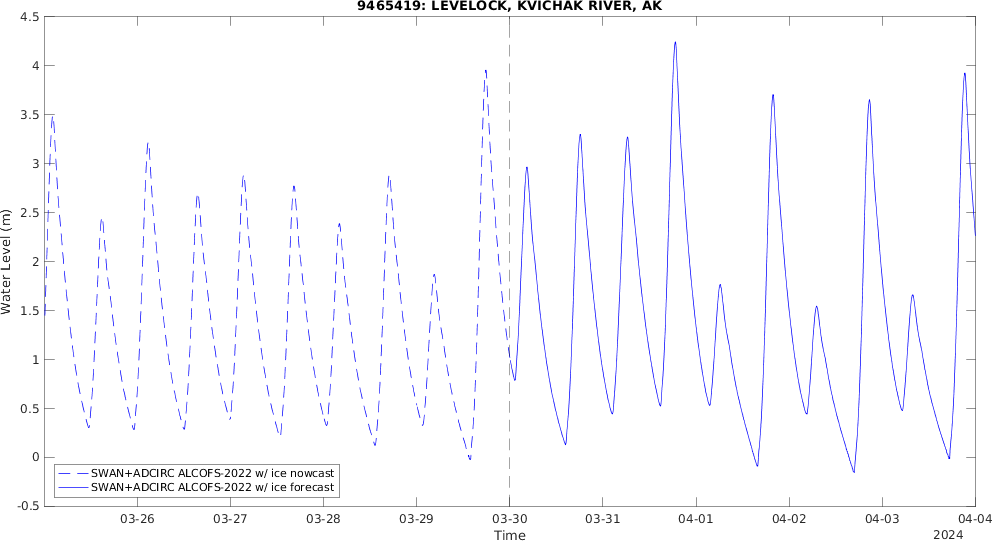 9465419: LEVELOCK, KVICHAK RIVER, AK
4.5
4
3.5
3
2.5
2
1.5
1
0.5
0
-0.5
Water Level (m)
SWAN+ADCIRC ALCOFS-2022 w/ ice nowcast
SWAN+ADCIRC ALCOFS-2022 w/ ice forecast
03-26 03-27 03-28 03-29 03-30 03-31 04-01 04-02 04-03 04-04
Time
2024